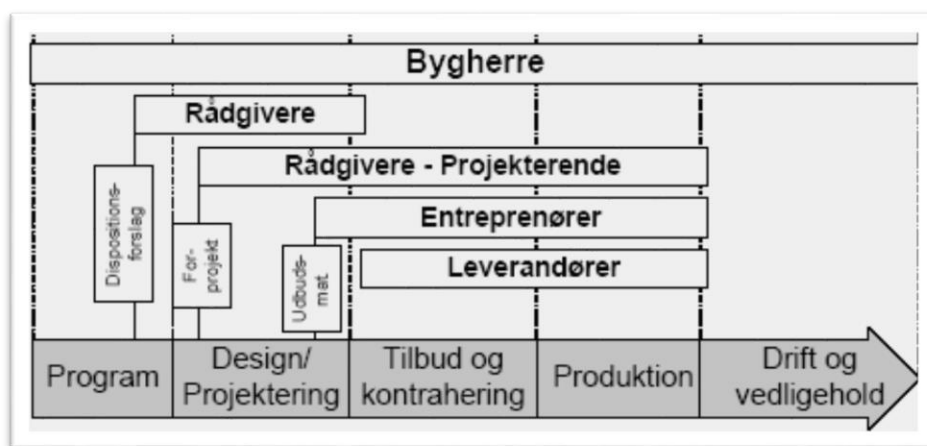 Bygherre
Rådgivere
Rådgivere - Projekterende
Entreprenører
Leverandører
Dispositions-
forslag
For-
projekt
Udbuds-
mat.
Program
Design/
Projektering
Tilbud og
kontrahering
Produktion
Drift og
vedligehold